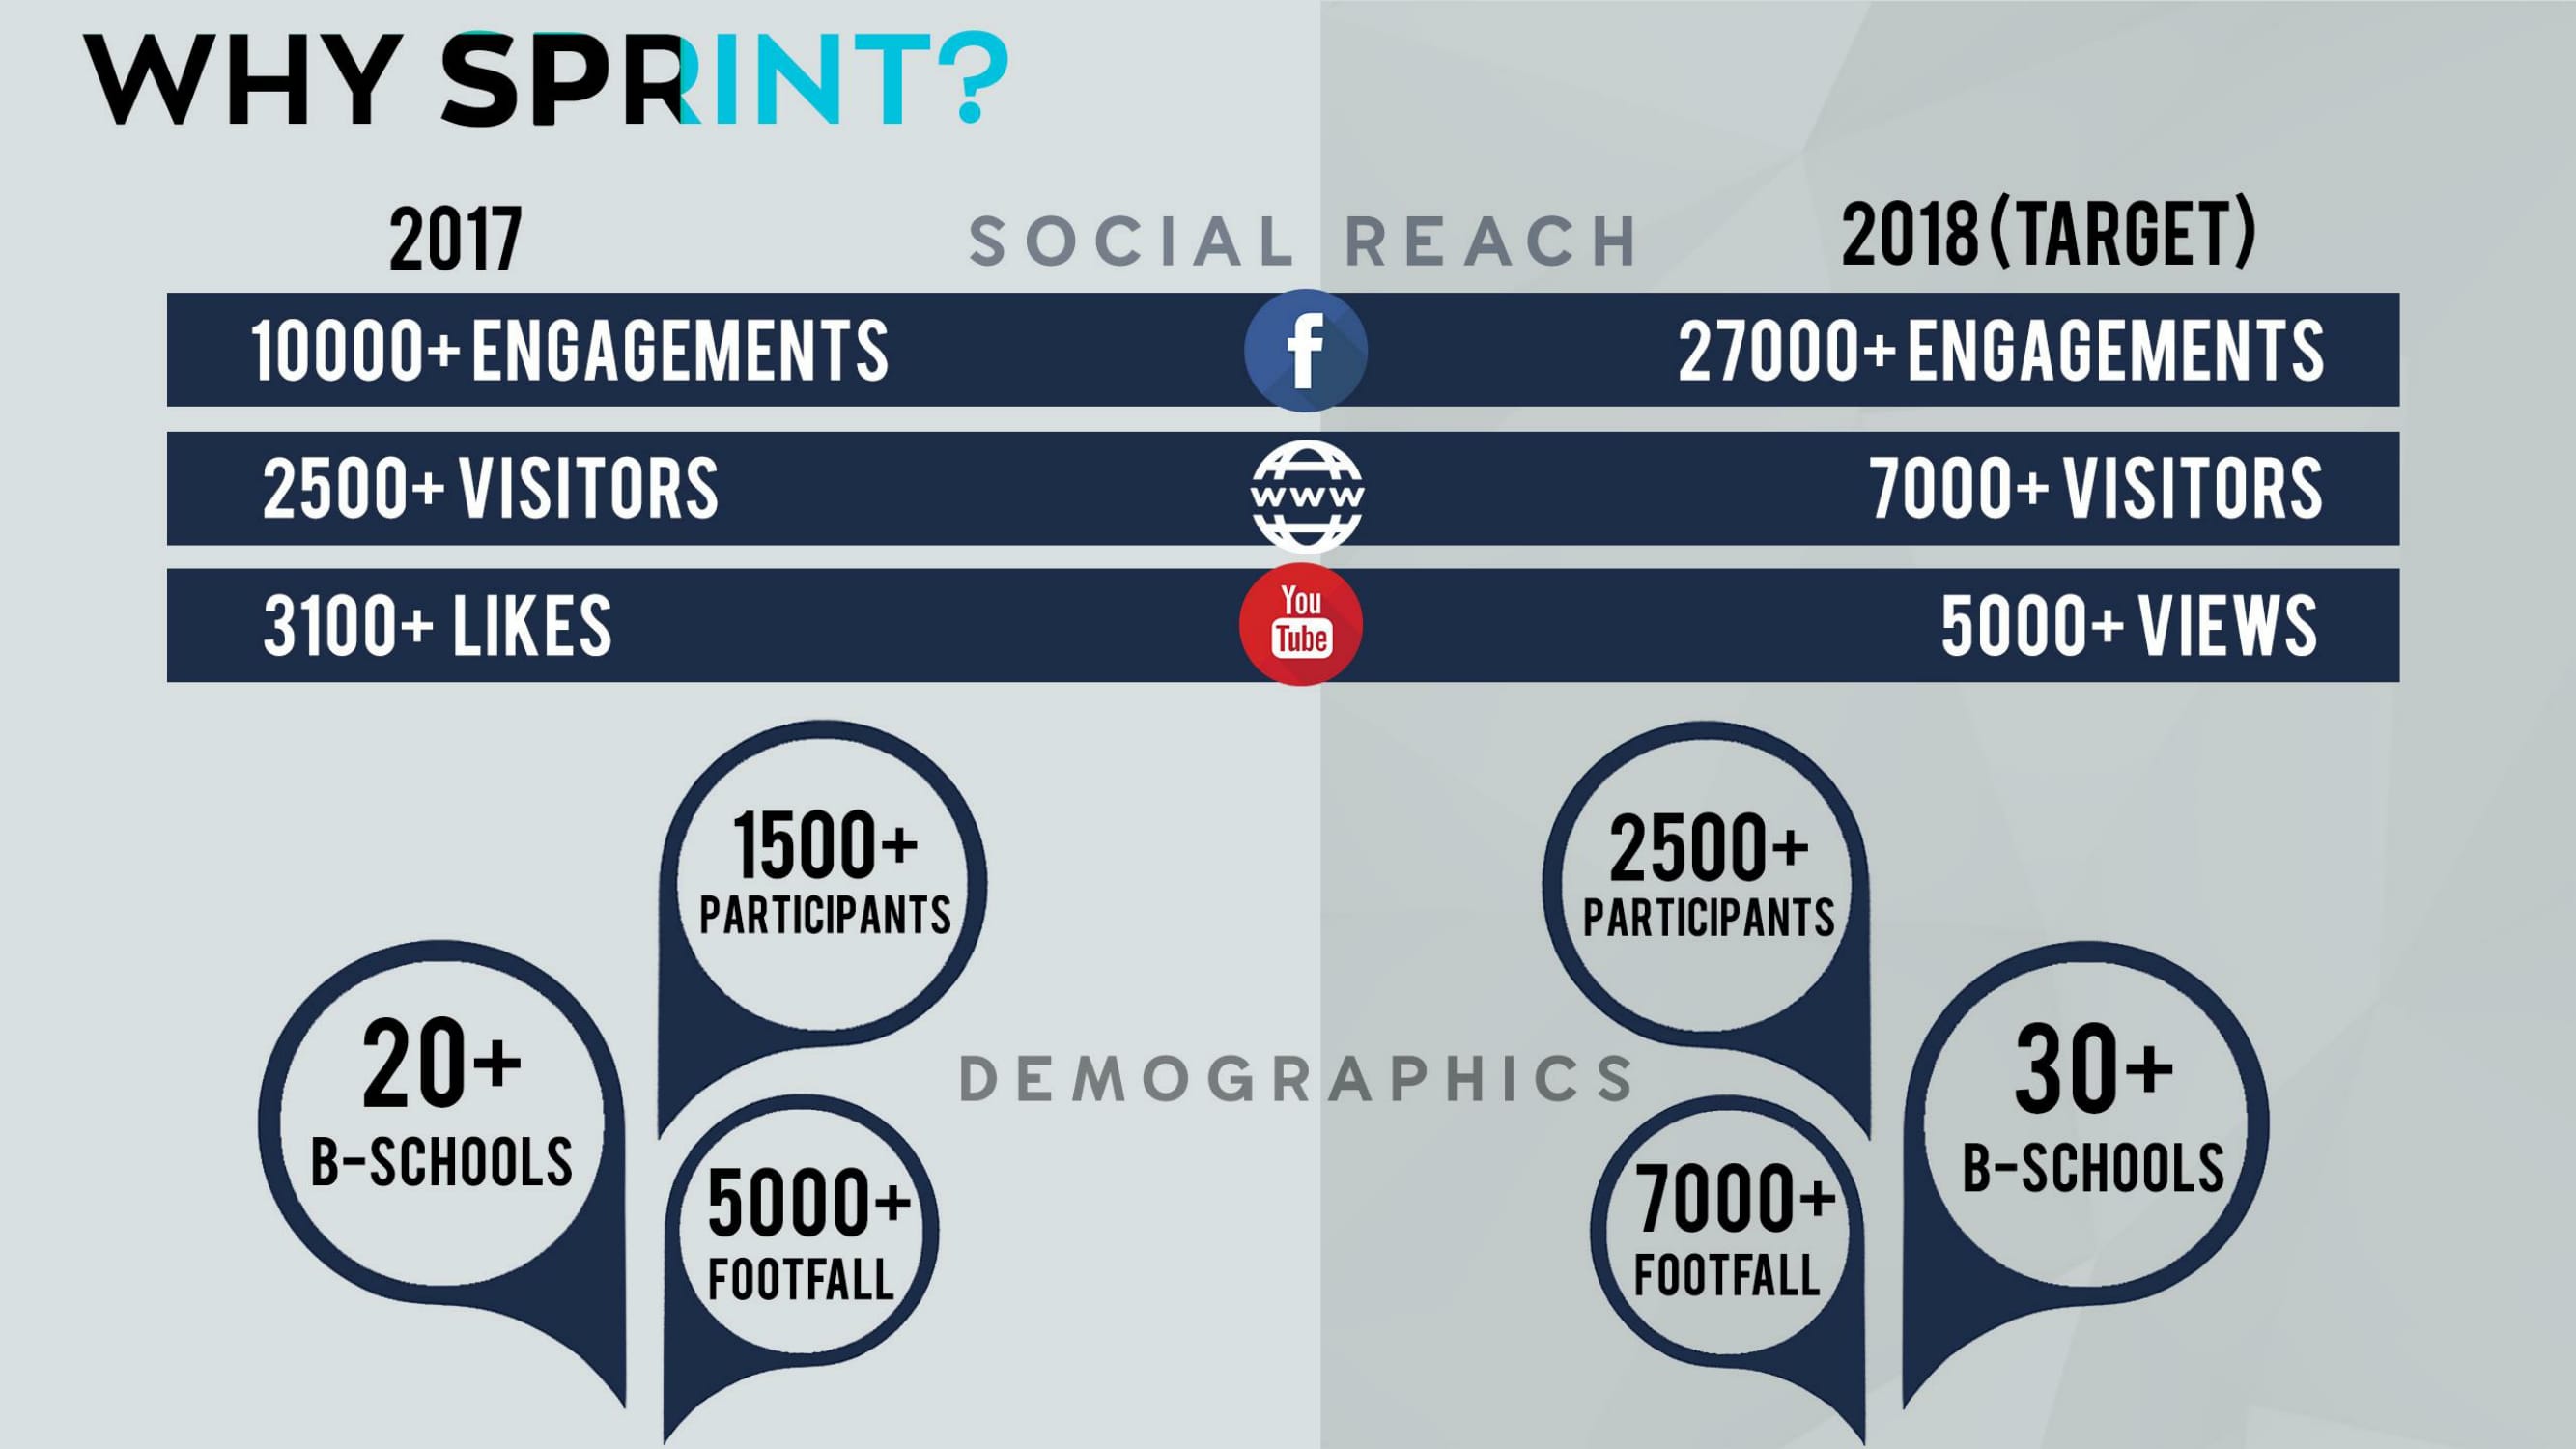 WHY SPRINT?
2017
SOCIAL REACH
2018 (TARGET)
10000+ ENGAGEMENTS
f
27000+ ENGAGEMENTS
2500+ VISITORS
WWW
7000+ VISITORS
3100+ LIKES
You
Tube
5000+ VIEWS
1500+
PARTICIPANTS
2500+
PARTICIPANTS
20+
B-SCHOOLS
DEMOGRAPHICS
30+
B-SCHOOLS
5000+
FOOTFALL
7000+
FOOTFALL